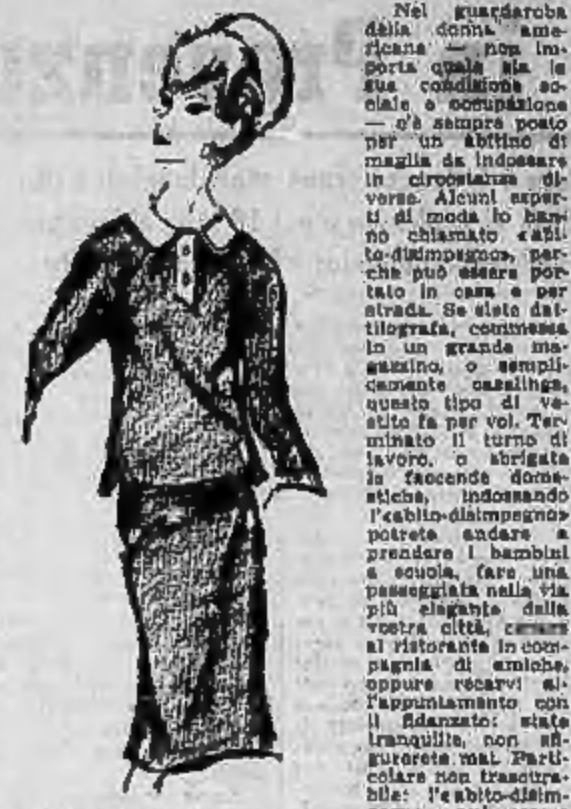 Nel guardaroba
della donna ame-
ricana — non im-
porta quale sia la
sua condizione so-
ciale e occupazione
— c'è sempre posto
per un abitino di
maglia da indossare
in circostanze di-
verse. Alcuni esper-
ti di moda lo han-
no chiamato «abi-
to-disimpegno», per-
chè può essere por-
tato in casa e per
strada. Se siete dat-
tilografa, commessa
in un grande ma-
gazzino, o sempli-
cemente casalinga,
questo tipo di ve-
stito fa per voi. Ter-
minato il turno di
lavoro, o sbrigate
le faccende dome-
stiche, indossando
l'«abito-disimpegno»
potrete andare a
prendere i bambini
a scuola, fare una
passeggiata nella via
più elegante della
vostra città, cenare
al ristorante in com-
pagnia di amiche,
oppure recarvi al-
l'appuntamento con
il fidanzato: state
tranquille, non sfi-
gurerete mai. Parti-
colare non trascura-
bile: l'«abito-disim-